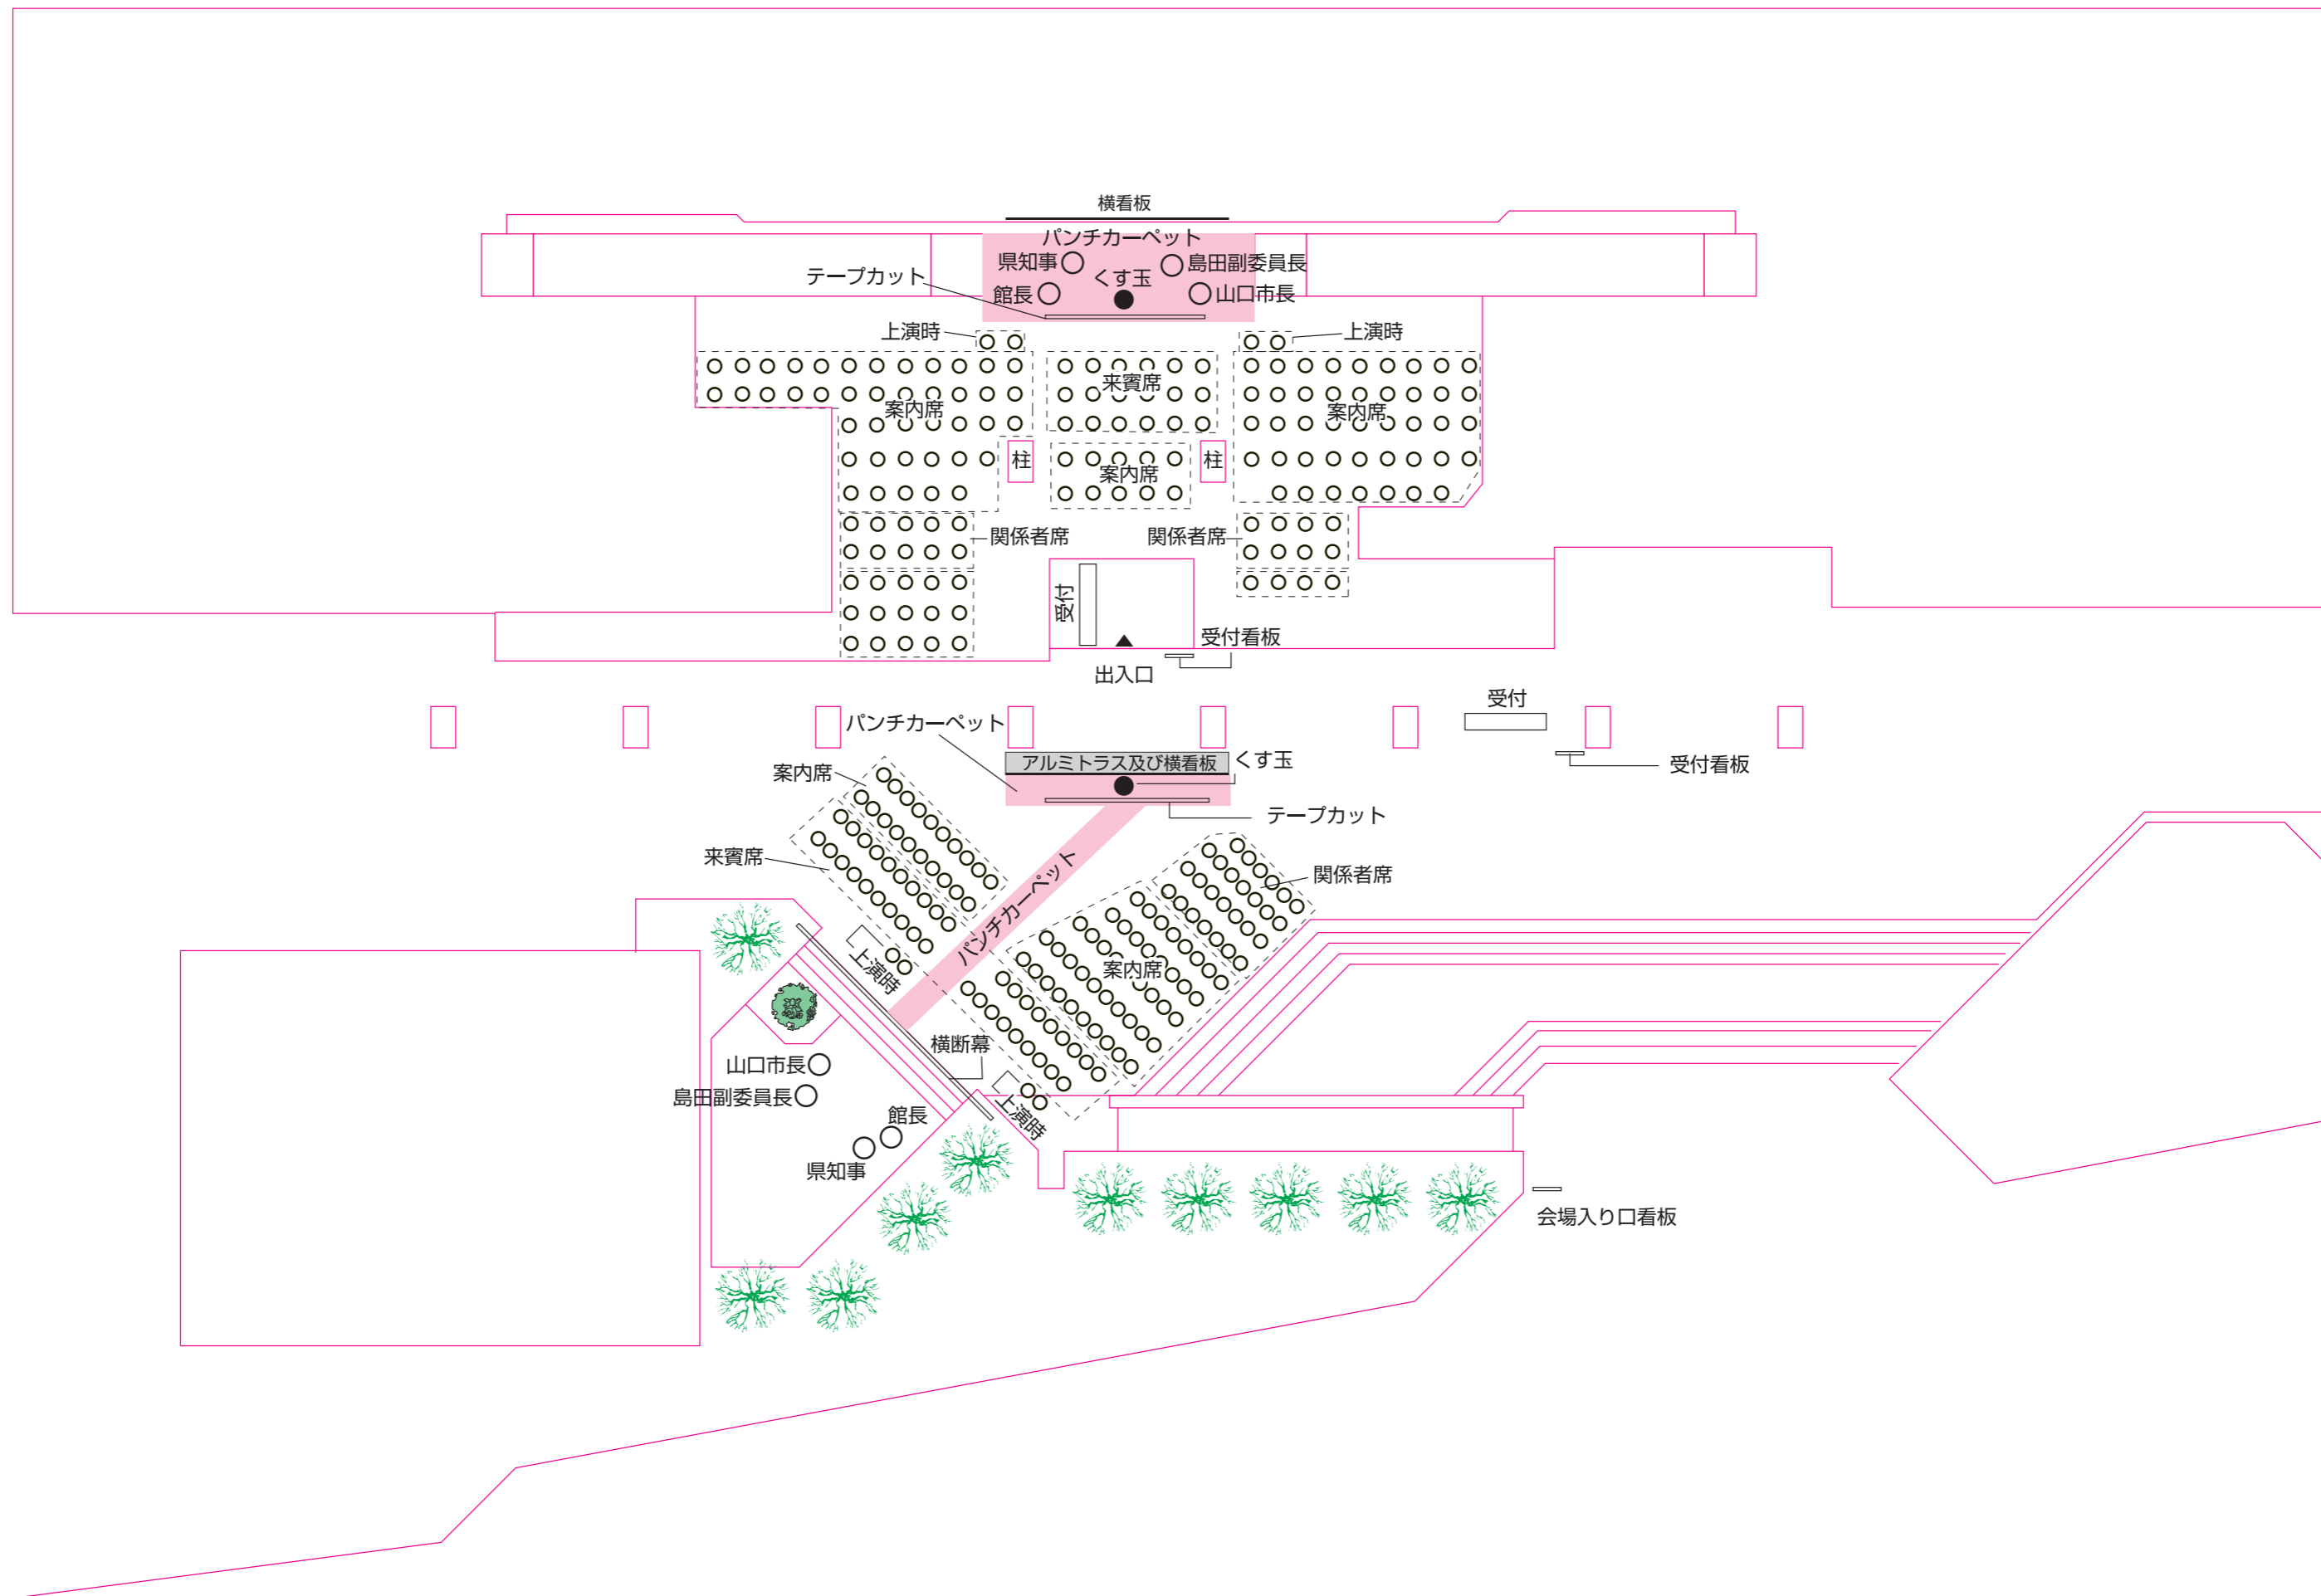 横看板
パンチカーペット
県知事
島田副委員長
テープカット
くす玉
館長
山口市長
上演時
上演時
来賓席
案内席
案内席
柱
柱
案内席
関係者席
関係者席
受付
受付看板
出入口
受付
パンチカーペット
アルミトラス及び横看板
くす玉
受付看板
案内席
テープカット
来賓席
関係者席
パンチカーペット
案内席
上演時
横断幕
山口市長
島田副委員長
上演時
館長
県知事
会場入り口看板